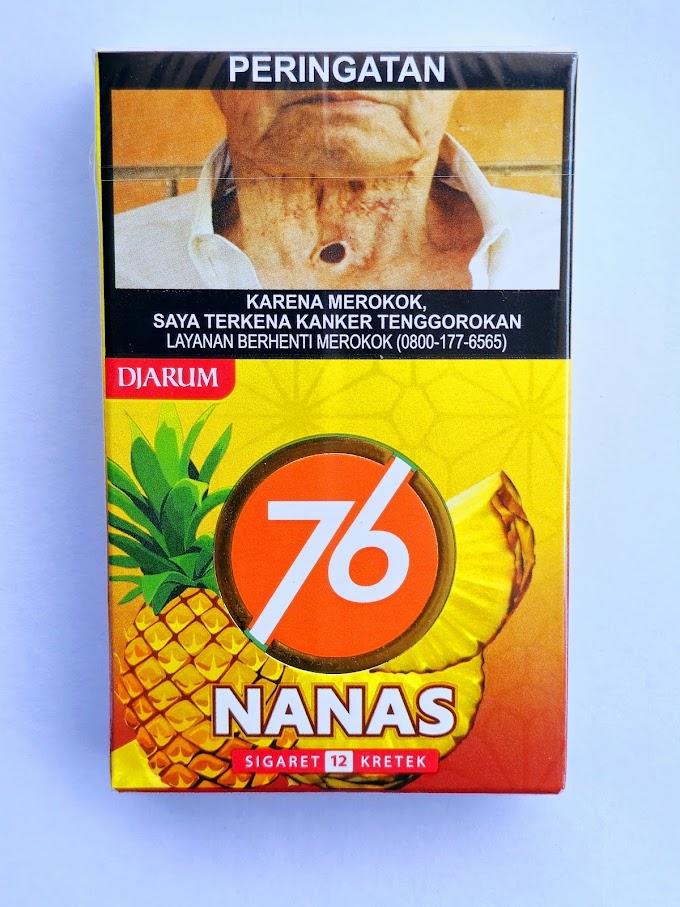 PERINGATAN
KARENA MEROKOK,
SAYA TERKENA KANKER TENGGOROKAN
LAYANAN BERHENTI MEROKOK (0800-177-6565)
DJARUM
76
NANAS
SIGARET 12 KRETEK